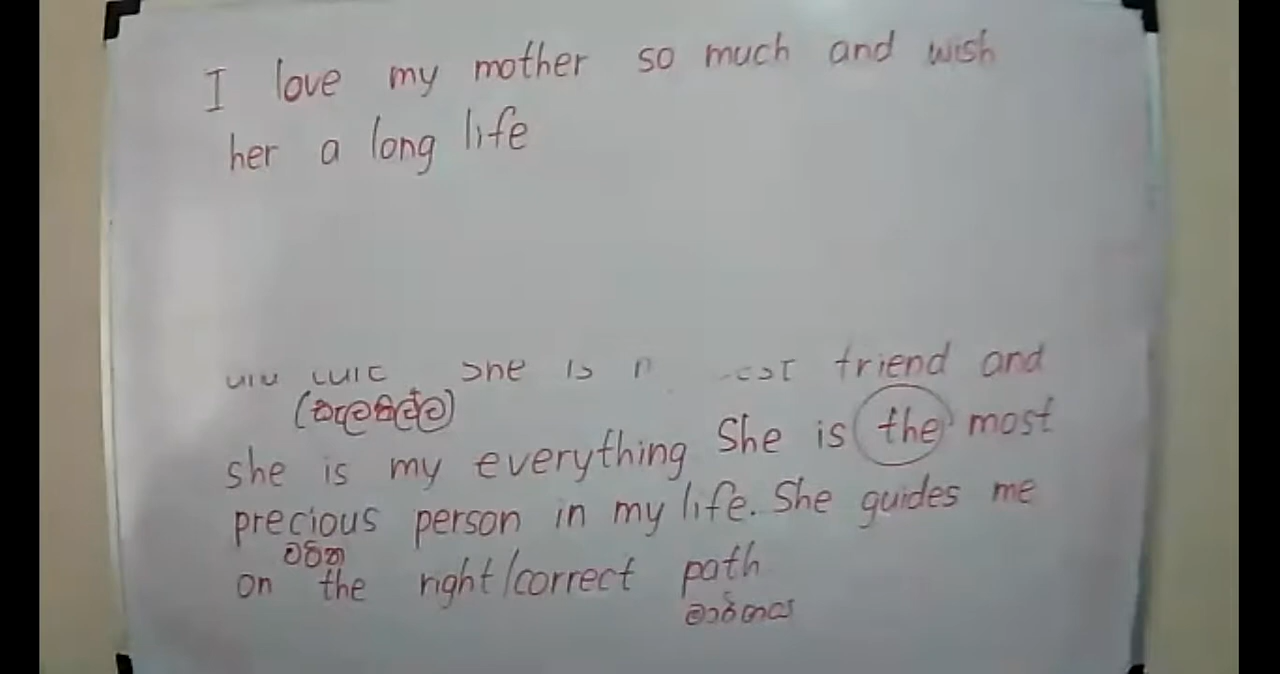 I love my mother so much and wish
her a long life
she is friend and
she is my everything She is the most
precious person in my life. She guides me
on the right/correct path